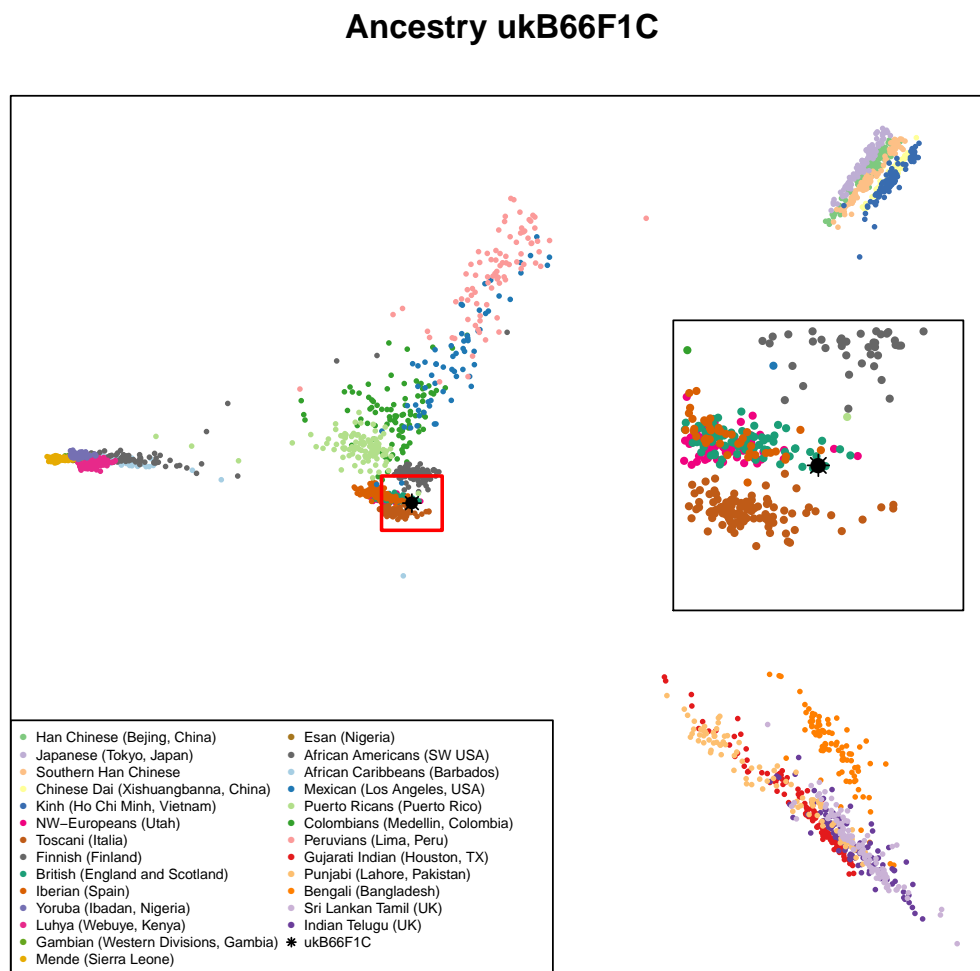 Ancestry ukB66F1C
Han Chinese (Bejing, China)
Japanese (Tokyo, Japan)
Southern Han Chinese
Chinese Dai (Xishuangbanna, China)
Kinh (Ho Chi Minh, Vietnam)
NW−Europeans (Utah)
Toscani (Italia)
Finnish (Finland)
British (England and Scotland)
Iberian (Spain)
Yoruba (Ibadan, Nigeria)
Luhya (Webuye, Kenya)
Gambian (Western Divisions, Gambia)
Mende (Sierra Leone)
Esan (Nigeria)
African Americans (SW USA)
African Caribbeans (Barbados)
Mexican (Los Angeles, USA)
Puerto Ricans (Puerto Rico)
Colombians (Medellin, Colombia)
Peruvians (Lima, Peru)
Gujarati Indian (Houston, TX)
Punjabi (Lahore, Pakistan)
Bengali (Bangladesh)
Sri Lankan Tamil (UK)
Indian Telugu (UK)
ukB66F1C